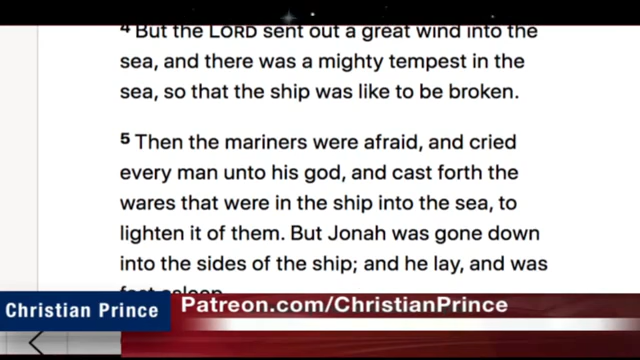 4 But the LORD sent out a great wind into the
sea, and there was a mighty tempest in the
sea, so that the ship was like to be broken.
5 Then the mariners were afraid, and cried
every man unto his god, and cast forth the
wares that were in the ship into the sea, to
lighten it of them. But Jonah was gone down
into the sides of the ship; and he lay, and was
fast asleep.
Christian Prince
Patreon.com/ChristianPrince